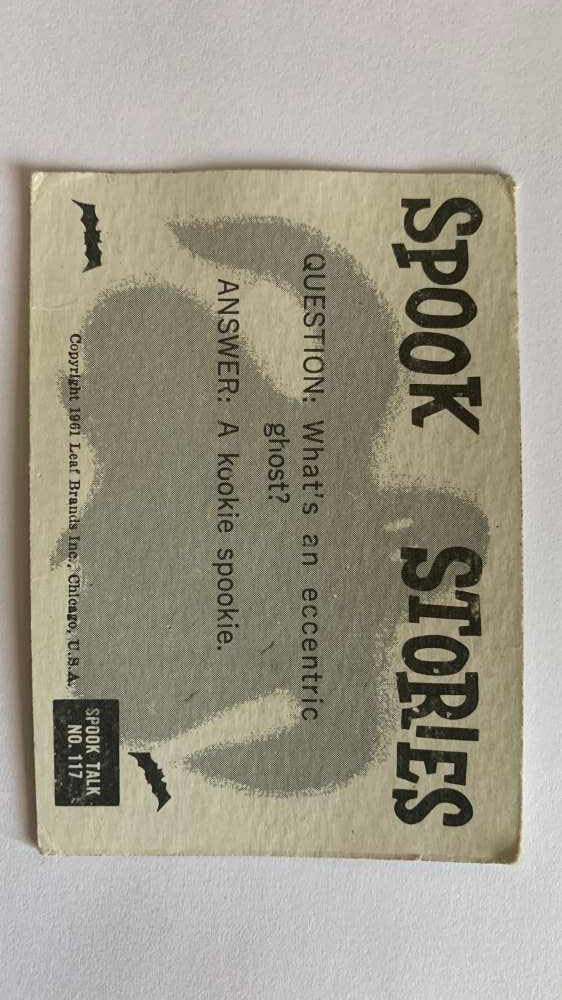 SPOOK STORIES
QUESTION: What's an eccentric
ghost?
ANSWER: A kookie spookie.
Copyright 1961 Leaf Brands Inc., Chicago, U.S.A.
SPOOK TALK
NO. 117